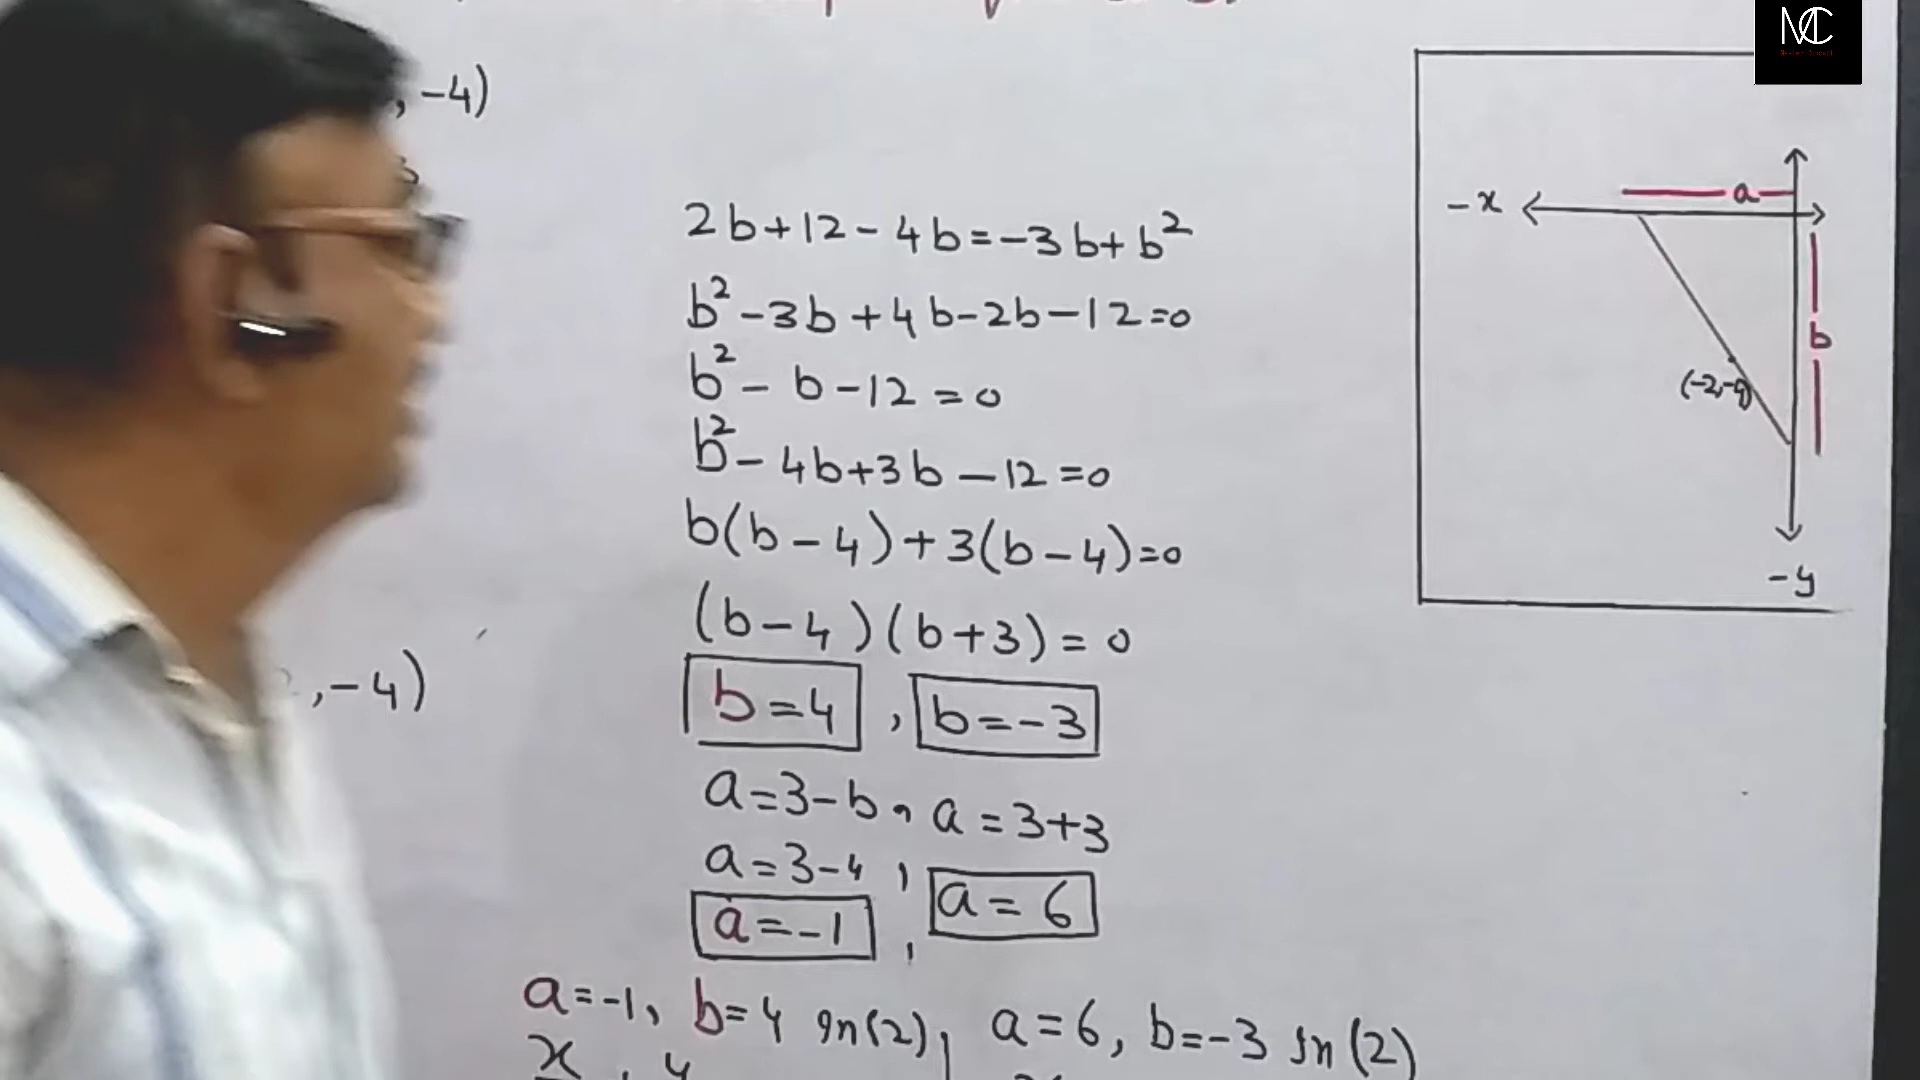 MC
, -4)
2b+12-4b=-3b+b²
b²-3b+4b-2b-12=0
b²-b-12=0
b²-4b+3b-12=0
b(b-4)+3(b-4)=0
(b-4)(b+3)=0
,-4)
b=4, b=-3
a=3-b, a=3+3
a=3-4, a=6
a=-1,
a=-1, b=4 in(2), a=6, b=-3 in(2)
x, y
-x
a
b
-y